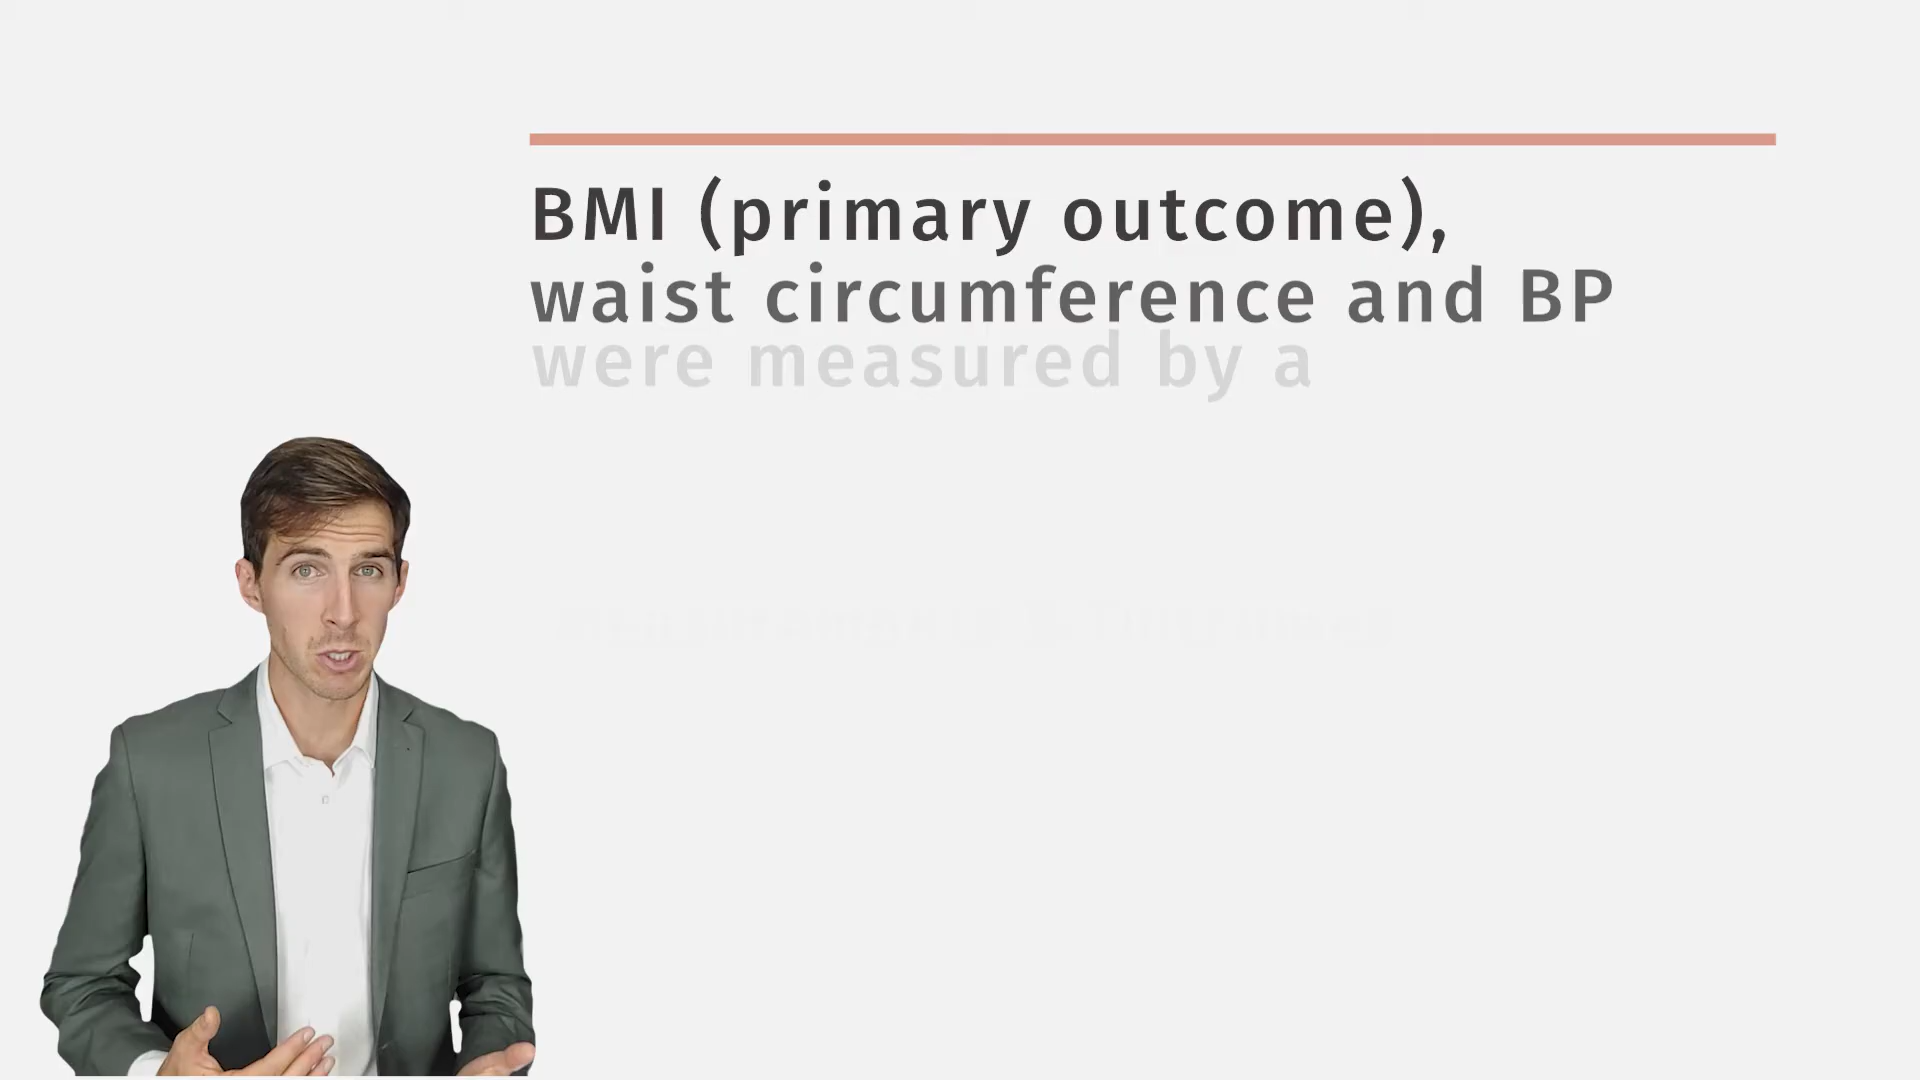 BMI (primary outcome),
waist circumference and BP
were measured by a